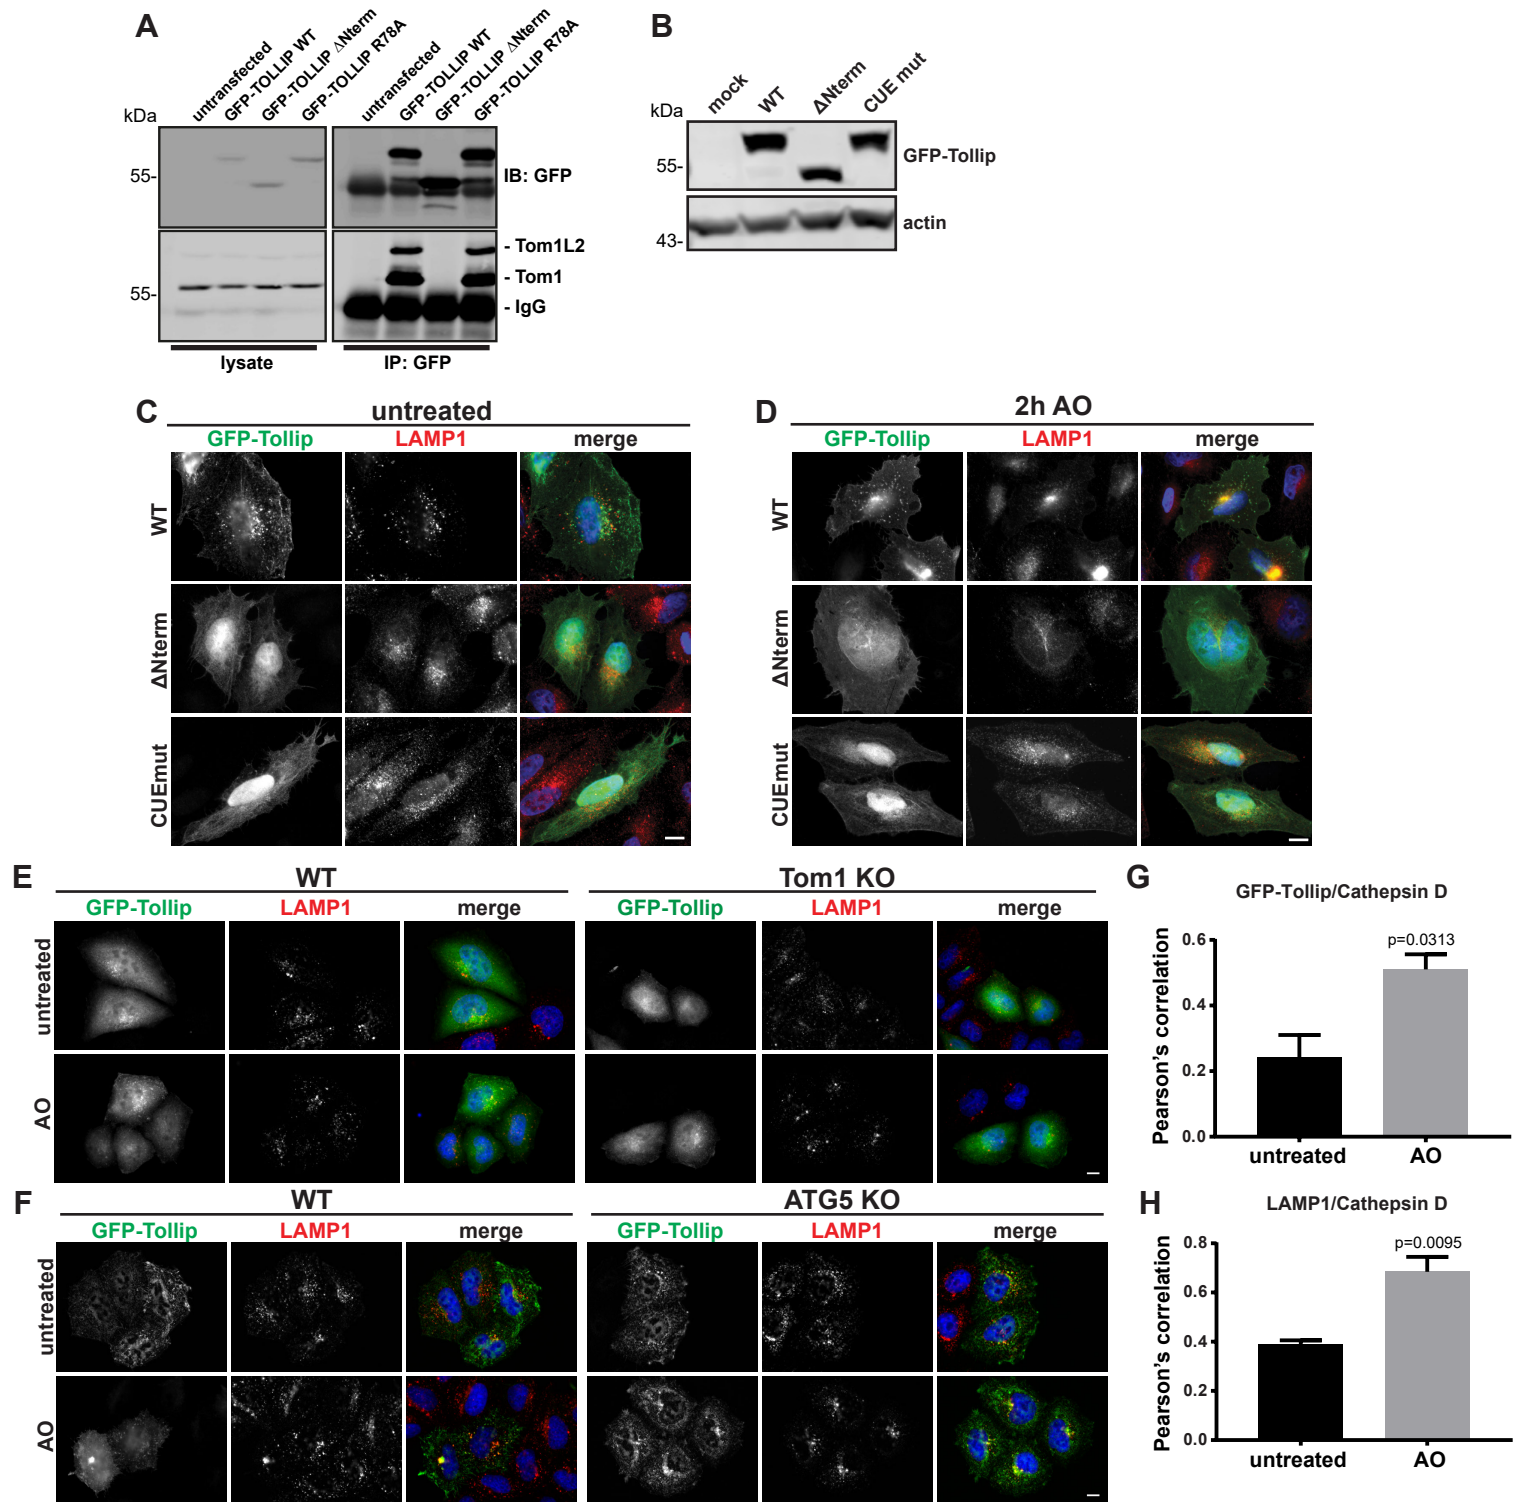 A
untransfected
GFP-TOLLIP WT
GFP-TOLLIP ΔNterm
GFP-TOLLIP R78A
untransfected
GFP-TOLLIP WT
GFP-TOLLIP ΔNterm
GFP-TOLLIP R78A
kDa
55-
IB: GFP
- Tom1L2
- Tom1
55-
- IgG
lysate
IP: GFP
B
kDa
mock
WT
ΔNterm
CUE mut
55-
GFP-Tollip
actin
43-
C
untreated
GFP-Tollip
LAMP1
merge
WT
ΔNterm
CUEmut
D
2h AO
GFP-Tollip
LAMP1
merge
WT
ΔNterm
CUEmut
E
WT
Tom1 KO
GFP-Tollip
LAMP1
merge
GFP-Tollip
LAMP1
merge
untreated
AO
F
WT
ATG5 KO
GFP-Tollip
LAMP1
merge
GFP-Tollip
LAMP1
merge
untreated
AO
G
GFP-Tollip/Cathepsin D
Pearson's correlation
0.6
0.4
0.2
0.0
p=0.0313
untreated
AO
H
LAMP1/Cathepsin D
Pearson's correlation
0.8
0.6
0.4
0.2
0.0
p=0.0095
untreated
AO